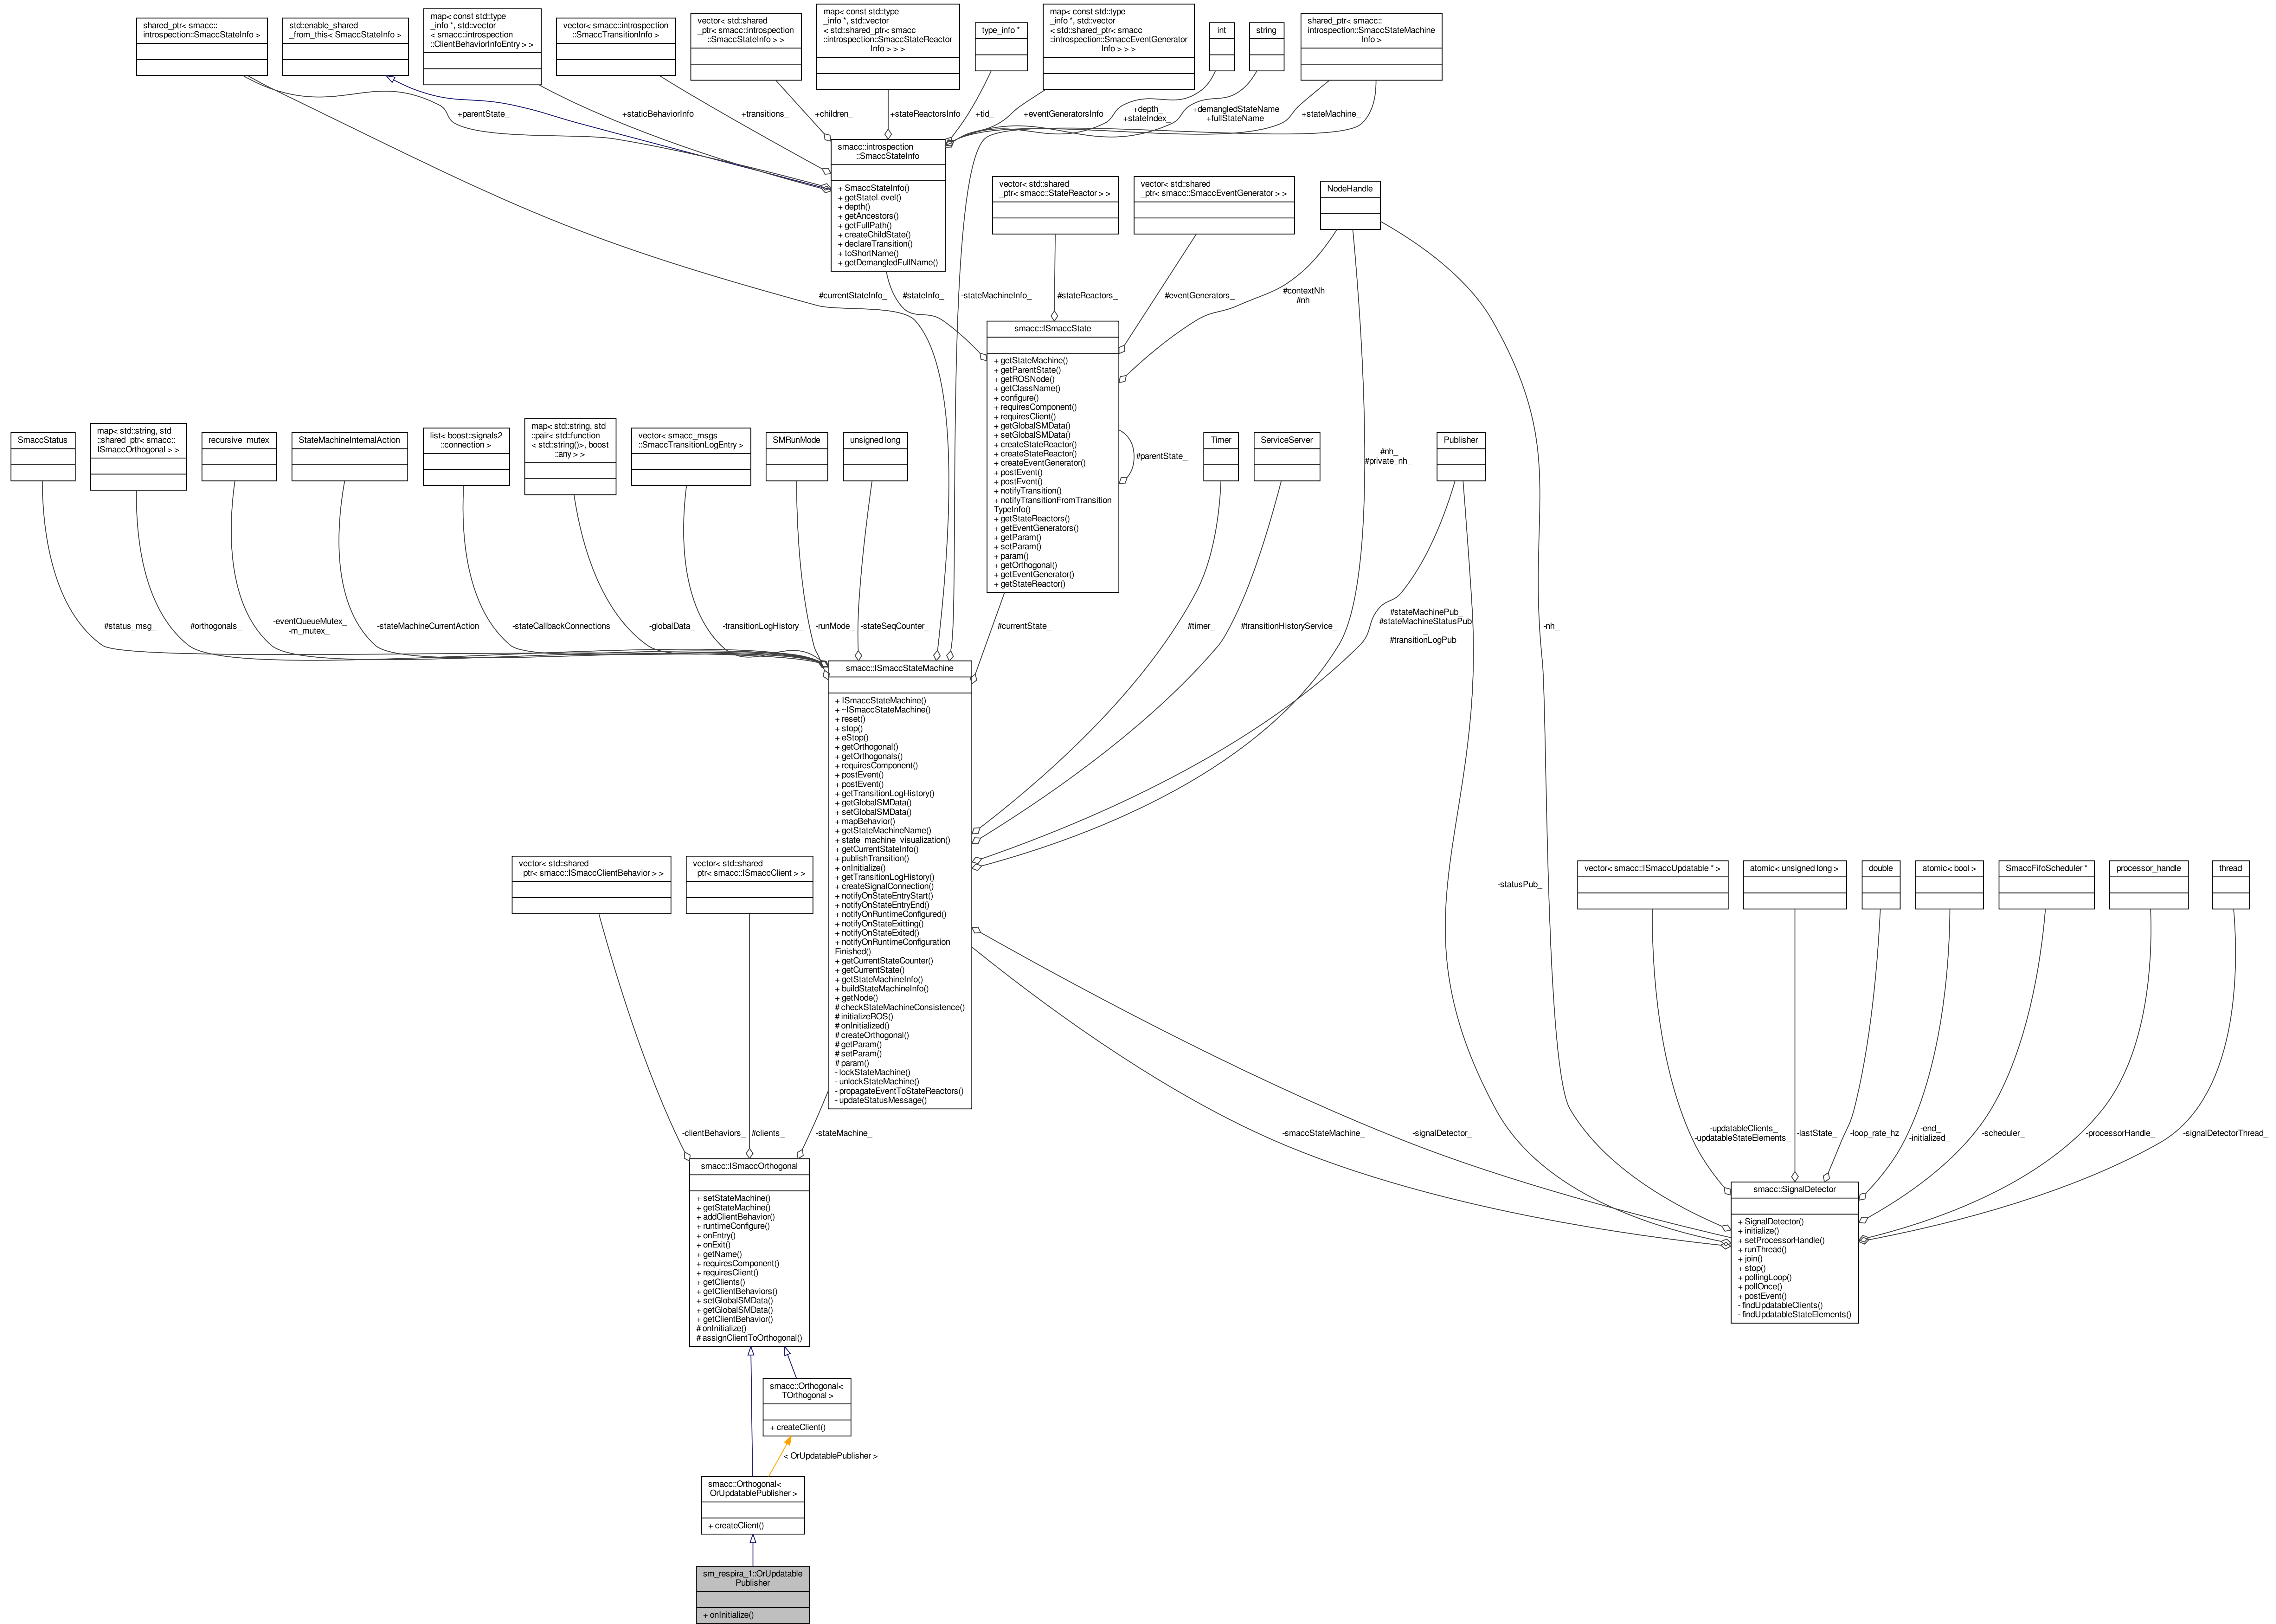 shared_ptr< smacc::
introspection::SmaccStateInfo >
std::enable_shared
_from_this< SmaccStateInfo >
map< const std::type
_info *, std::vector
< smacc::introspection
::ClientBehaviorInfoEntry > >
vector< smacc::introspection
::SmaccTransitionInfo >
vector< std::shared
_ptr< smacc::introspection
::SmaccStateInfo > >
map< const std::type
_info *, std::vector
< std::shared_ptr< smacc
::introspection::SmaccStateReactor
Info > > >
type_info *
map< const std::type
_info *, std::vector
< std::shared_ptr< smacc
::introspection::SmaccEventGenerator
Info > > >
int
string
shared_ptr< smacc::
introspection::SmaccStateMachine
Info >
+parentState_
+staticBehaviorInfo
+transitions_
+children_
+stateReactorsInfo
+tid_
+eventGeneratorsInfo
+depth_
+stateIndex_
+demangledStateName
+fullStateName
+stateMachine_
smacc::introspection
::SmaccStateInfo
+ SmaccStateInfo()
+ getStateLevel()
+ depth()
+ getAncestors()
+ getFullPath()
+ createChildState()
+ declareTransition()
+ toShortName()
+ getDemangledFullName()
vector< std::shared
_ptr< smacc::StateReactor > >
vector< std::shared
_ptr< smacc::SmaccEventGenerator > >
NodeHandle
#currentStateInfo_
#stateInfo_
-stateMachineInfo_
#stateReactors_
#eventGenerators_
#contextNh
#nh
smacc::ISmaccState
+ getStateMachine()
+ getParentState()
+ getROSNode()
+ getClassName()
+ configure()
+ requiresComponent()
+ requiresClient()
+ getGlobalSMData()
+ setGlobalSMData()
+ createStateReactor()
+ createStateReactor()
+ createEventGenerator()
+ postEvent()
+ postEvent()
+ notifyTransition()
+ notifyTransitionFromTransition
TypeInfo()
+ getStateReactors()
+ getEventGenerators()
+ getParam()
+ setParam()
+ param()
+ getOrthogonal()
+ getEventGenerator()
+ getStateReactor()
#parentState_
SmaccStatus
map< std::string, std
::shared_ptr< smacc::
ISmaccOrthogonal > >
recursive_mutex
StateMachineInternalAction
list< boost::signals2
::connection >
map< std::string, std
::pair< std::function
< std::string()>, boost
::any > >
vector< smacc_msgs
::SmaccTransitionLogEntry >
SMRunMode
unsigned long
Timer
ServiceServer
#nh_
#private_nh_
Publisher
#status_msg_
#orthogonals_
-eventQueueMutex_
-m_mutex_
-stateMachineCurrentAction
-stateCallbackConnections
-globalData_
-transitionLogHistory_
-runMode_
-stateSeqCounter_
#currentState_
#timer_
#transitionHistoryService_
#stateMachinePub_
#stateMachineStatusPub
_
#transitionLogPub_
-nh_
smacc::ISmaccStateMachine
+ ISmaccStateMachine()
+ ~ISmaccStateMachine()
+ reset()
+ stop()
+ eStop()
+ getOrthogonal()
+ getOrthogonals()
+ requiresComponent()
+ postEvent()
+ postEvent()
+ getTransitionLogHistory()
+ getGlobalSMData()
+ setGlobalSMData()
+ mapBehavior()
+ getStateMachineName()
+ state_machine_visualization()
+ getCurrentStateInfo()
+ publishTransition()
+ onInitialize()
+ getTransitionLogHistory()
+ createSignalConnection()
+ notifyOnStateEntryStart()
+ notifyOnStateEntryEnd()
+ notifyOnRuntimeConfigured()
+ notifyOnStateExitting()
+ notifyOnStateExited()
+ notifyOnRuntimeConfiguration
Finished()
+ getCurrentStateCounter()
+ getCurrentState()
+ getStateMachineInfo()
+ buildStateMachineInfo()
+ getNode()
# checkStateMachineConsistence()
# initializeROS()
# onInitialized()
# createOrthogonal()
# getParam()
# setParam()
# param()
- lockStateMachine()
- unlockStateMachine()
- propagateEventToStateReactors()
- updateStatusMessage()
vector< std::shared
_ptr< smacc::ISmaccClientBehavior > >
vector< std::shared
_ptr< smacc::ISmaccClient > >
-statusPub_
vector< smacc::ISmaccUpdatable * >
atomic< unsigned long >
double
atomic< bool >
SmaccFifoScheduler *
processor_handle
thread
-clientBehaviors_
#clients_
-stateMachine_
-smaccStateMachine_
-signalDetector_
-updatableClients_
-updatableStateElements_
-lastState_
-loop_rate_hz
-end_
-initialized_
-scheduler_
-processorHandle_
-signalDetectorThread_
smacc::ISmaccOrthogonal
+ setStateMachine()
+ getStateMachine()
+ addClientBehavior()
+ runtimeConfigure()
+ onEntry()
+ onExit()
+ getName()
+ requiresComponent()
+ requiresClient()
+ getClients()
+ getClientBehaviors()
+ setGlobalSMData()
+ getGlobalSMData()
+ getClientBehavior()
# onInitialize()
# assignClientToOrthogonal()
smacc::SignalDetector
+ SignalDetector()
+ initialize()
+ setProcessorHandle()
+ runThread()
+ join()
+ stop()
+ pollingLoop()
+ pollOnce()
+ postEvent()
- findUpdatableClients()
- findUpdatableStateElements()
smacc::Orthogonal<
TOrthogonal >
+ createClient()
< OrUpdatablePublisher >
smacc::Orthogonal<
OrUpdatablePublisher >
+ createClient()
sm_respira_1::OrUpdatable
Publisher
+ onInitialize()